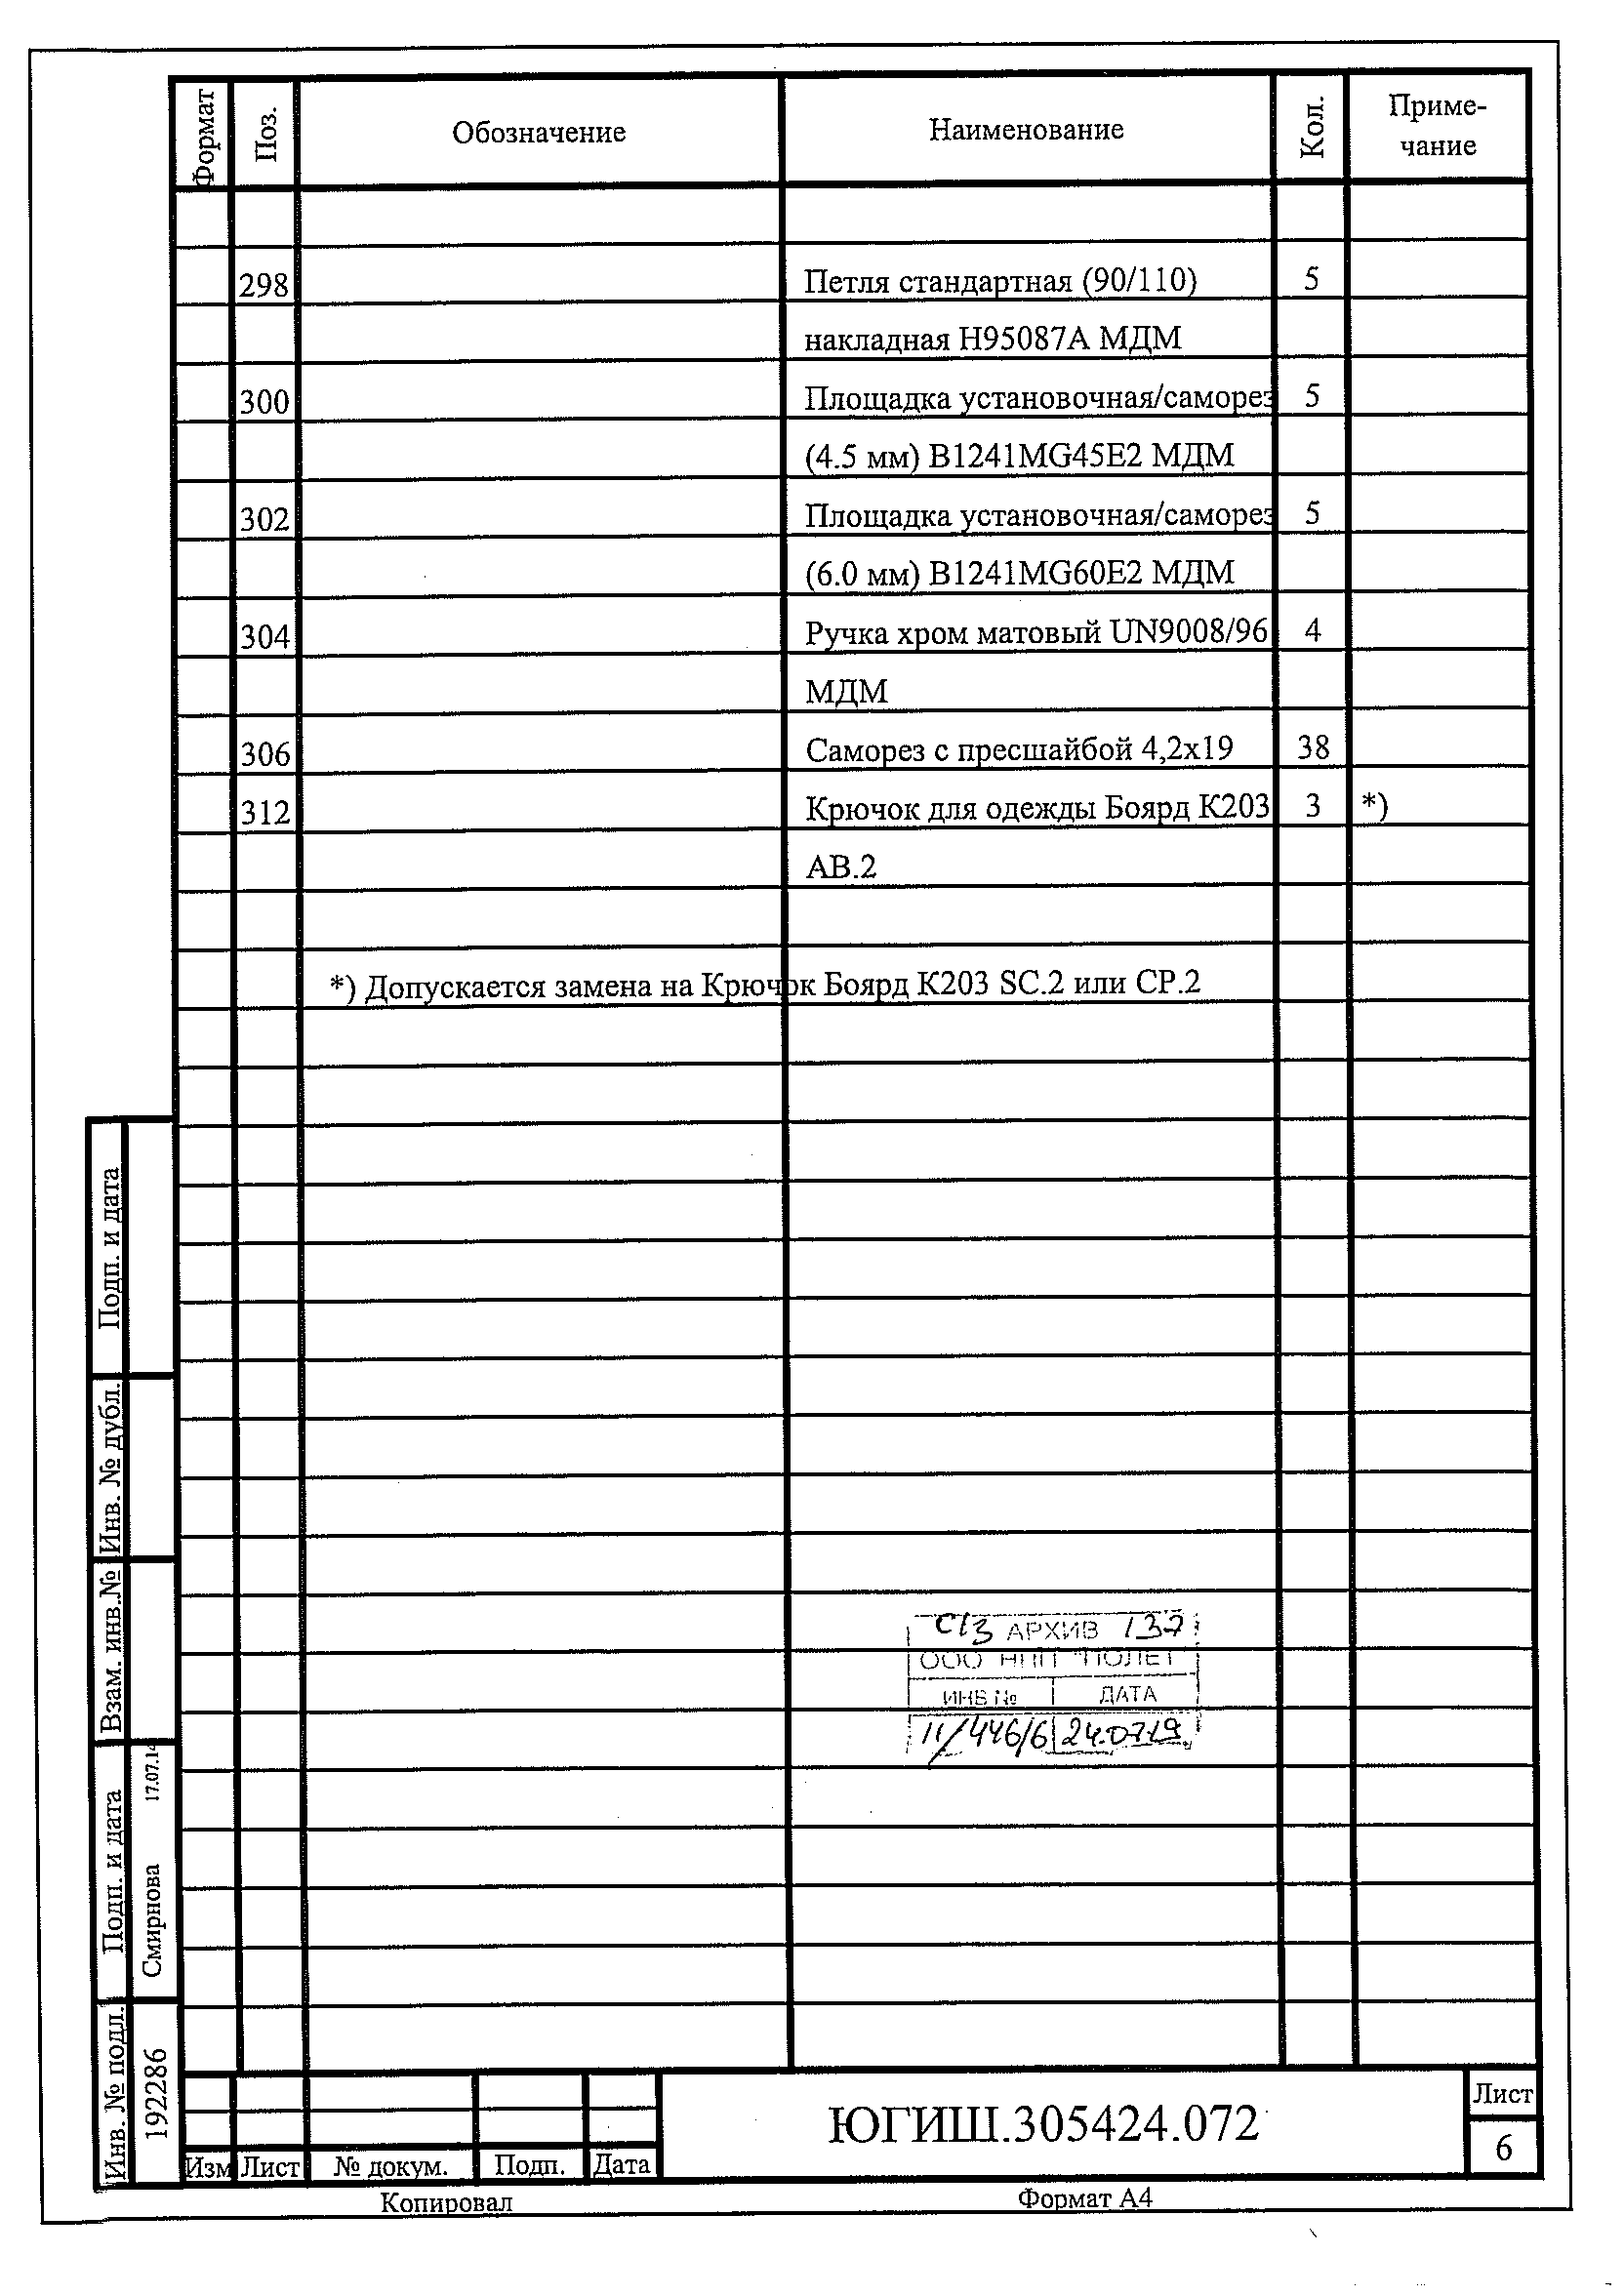 Формат Поз. Обозначение Наименование Кол. Приме-
чание
298 Петля стандартная (90/110) 5
накладная H95087A МДМ
300 Площадка установочная/саморез 5
(4.5 мм) B1241MG45E2 МДМ
302 Площадка установочная/саморез 5
(6.0 мм) B1241MG60E2 МДМ
304 Ручка хром матовый UN9008/96 4
МДМ
306 Саморез с пресшайбой 4,2x19 38
312 Крючок для одежды Боярд К203 3 *)
АВ.2
*) Допускается замена на Крючок Боярд К203 SC.2 или CP.2
Подп. и дата
Инв. № дубл.
Взам. инв.№
Подп. и дата
Смирнова 17.07.14
Инв. № подл.
192286
АРХИВ 137
ООО НПП "ПОЛЕТ"
ИНВ № ДАТА
11/446/6 24.07.19
Изм Лист № докум. Подп. Дата
ЮГИШ.305424.072
Лист
6
Копировал Формат А4